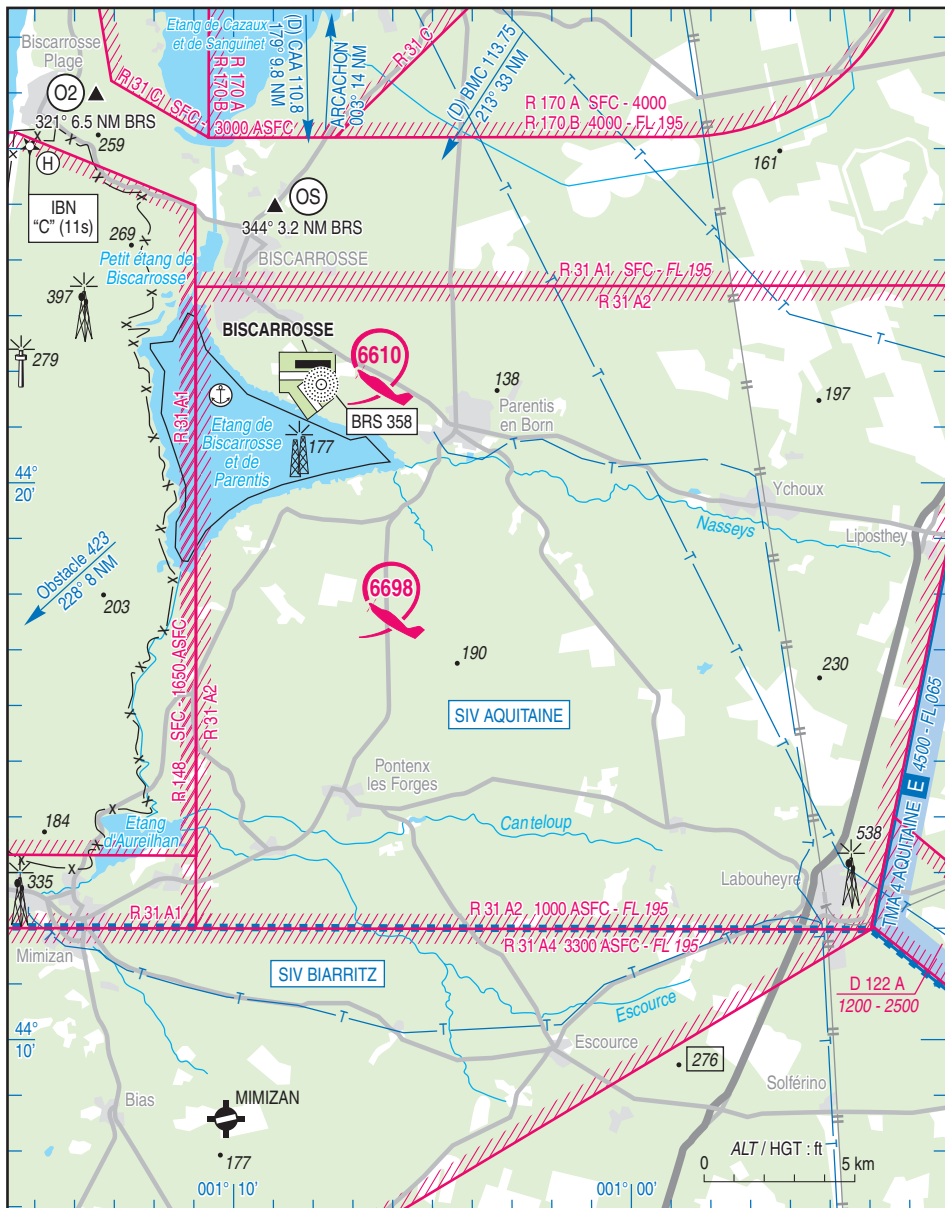 Etang de Cazaux
et de Sanguinet
Biscarrosse
Plage
O2
321° 6.5 NM BRS
259
R 31 C
SFC -
3000 ASFC
R 170 A
R 170 B
(D) CAA 110.8
179° 9.8 NM
ARCACHON
003° 14 NM
R 31 C
(D) BMC 113.75
213° 33 NM
R 170 A SFC - 4000
R 170 B 4000 - FL 195
161
H
IBN
“C” (11s)
OS
344° 3.2 NM BRS
269
Petit étang de
Biscarrosse
BISCARROSSE
R 31 A1 SFC - FL 195
R 31 A2
397
279
BISCARROSSE
6610
BRS 358
138
Parentis
en Born
197
R 31 A1
Etang de
Biscarrosse
et de
Parentis
177
44°
20'
Ychoux
Nasseys
Liposthey
Obstacle 423
228° 8 NM
203
6698
190
230
R 148 SFC - 1650 ASFC
R 31 A2
SIV AQUITAINE
TMA 4 AQUITAINE E 4500 - FL 065
Pontenx
les Forges
184
Etang
d'Aureilhan
Canteloup
538
335
Labouheyre
R 31 A1
R 31 A2 1000 ASFC - FL 195
R 31 A4 3300 ASFC - FL 195
Mimizan
SIV BIARRITZ
D 122 A
1200 - 2500
Escource
44°
10'
Escource
276
Solférino
Bias
MIMIZAN
177
ALT / HGT : ft
0 5 km
001° 10'
001° 00'
X
X
X
X
X
X
X
X
X
X
X
X
T
T
T
T
T
T
T
T
T
T
T
T